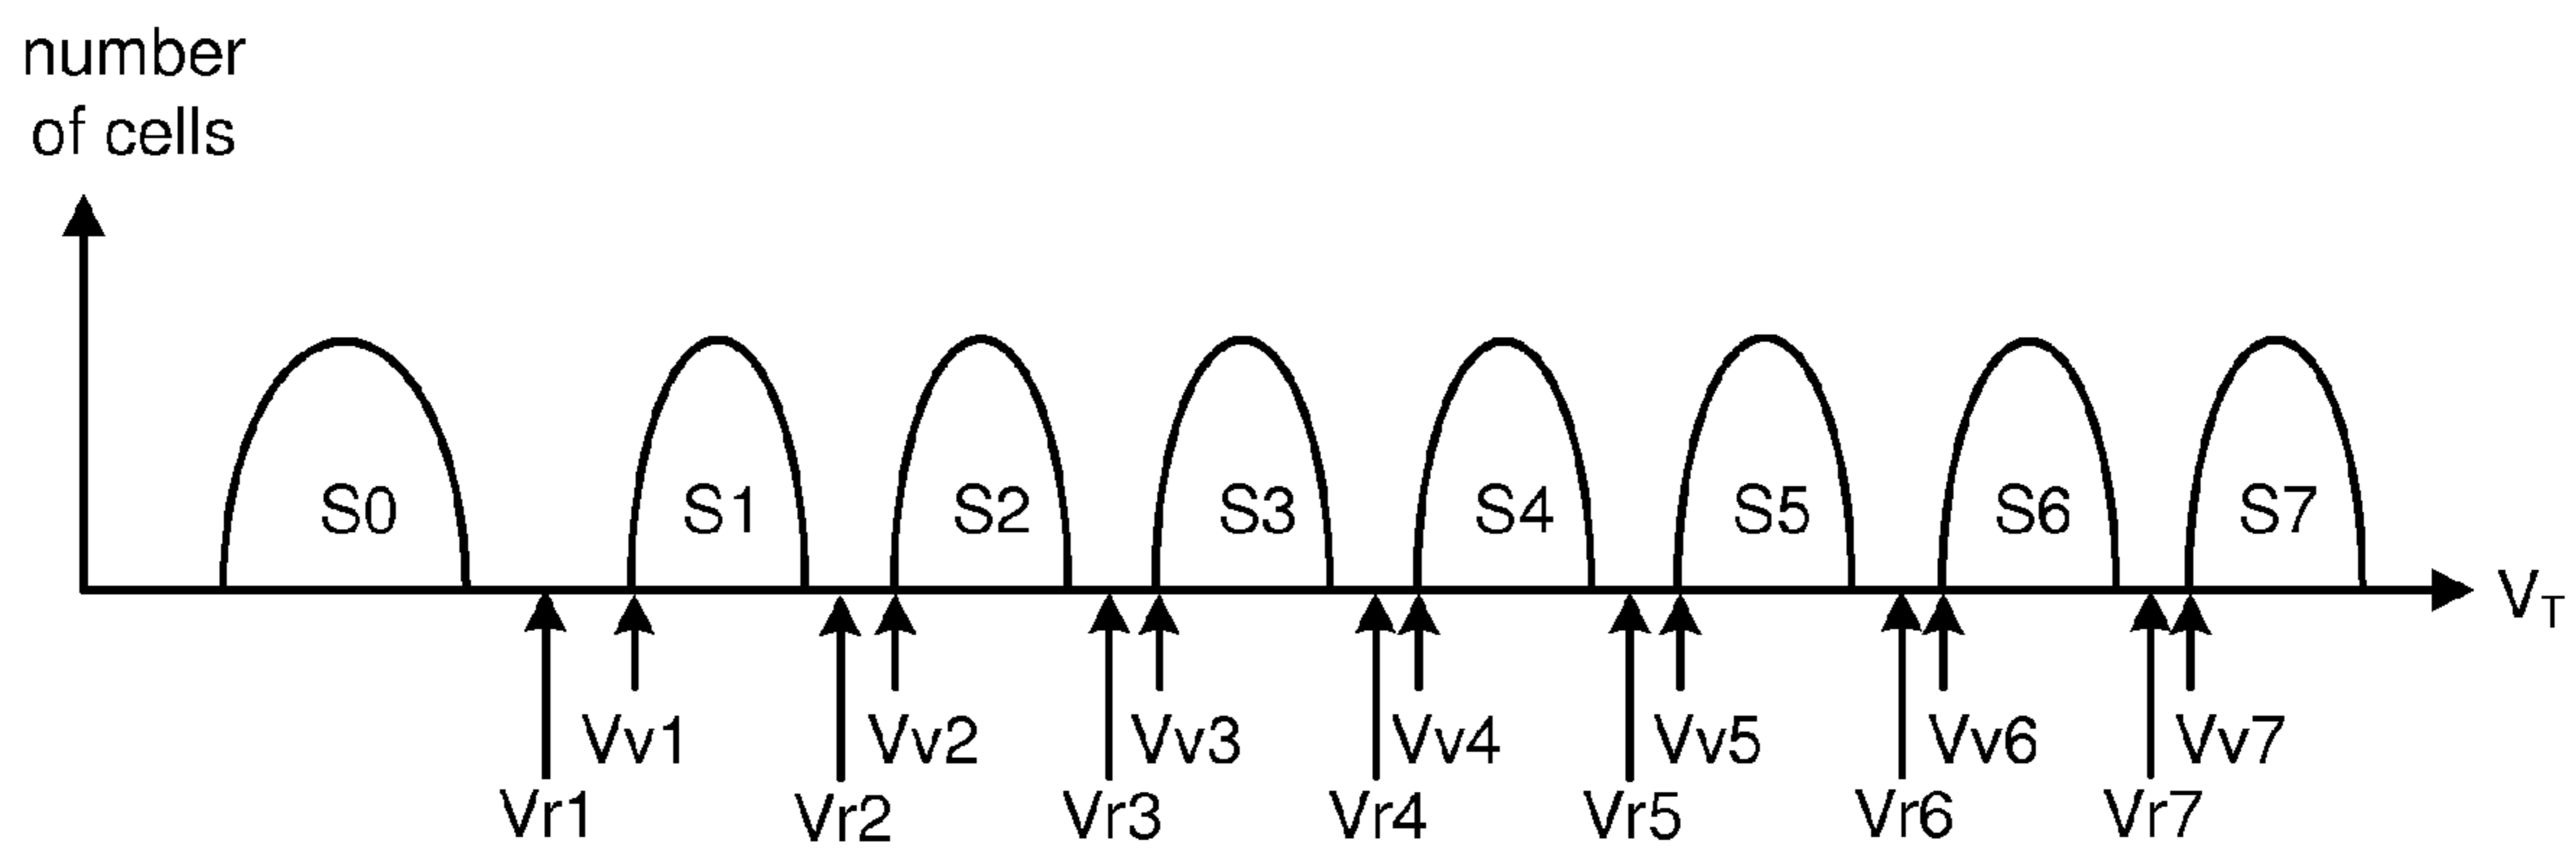 number
of cells
S0 S1 S2 S3 S4 S5 S6 S7
VT
Vv1 Vv2 Vv3 Vv4 Vv5 Vv6 Vv7
Vr1 Vr2 Vr3 Vr4 Vr5 Vr6 Vr7